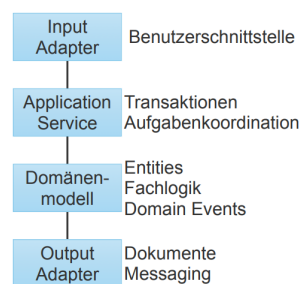 Input
Adapter
Benutzerschnittstelle
Application
Service
Transaktionen
Aufgabenkoordination
Domänen-
modell
Entities
Fachlogik
Domain Events
Output
Adapter
Dokumente
Messaging